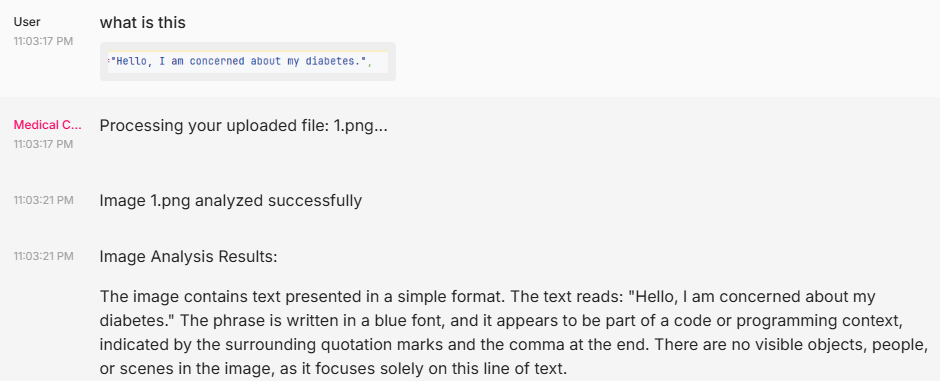 User
what is this
11:03:17 PM
="Hello, I am concerned about my diabetes.",
Medical C...
Processing your uploaded file: 1.png...
11:03:17 PM
11:03:21 PM
Image 1.png analyzed successfully
11:03:21 PM
Image Analysis Results:
The image contains text presented in a simple format. The text reads: "Hello, I am concerned about my
diabetes." The phrase is written in a blue font, and it appears to be part of a code or programming context,
indicated by the surrounding quotation marks and the comma at the end. There are no visible objects, people,
or scenes in the image, as it focuses solely on this line of text.